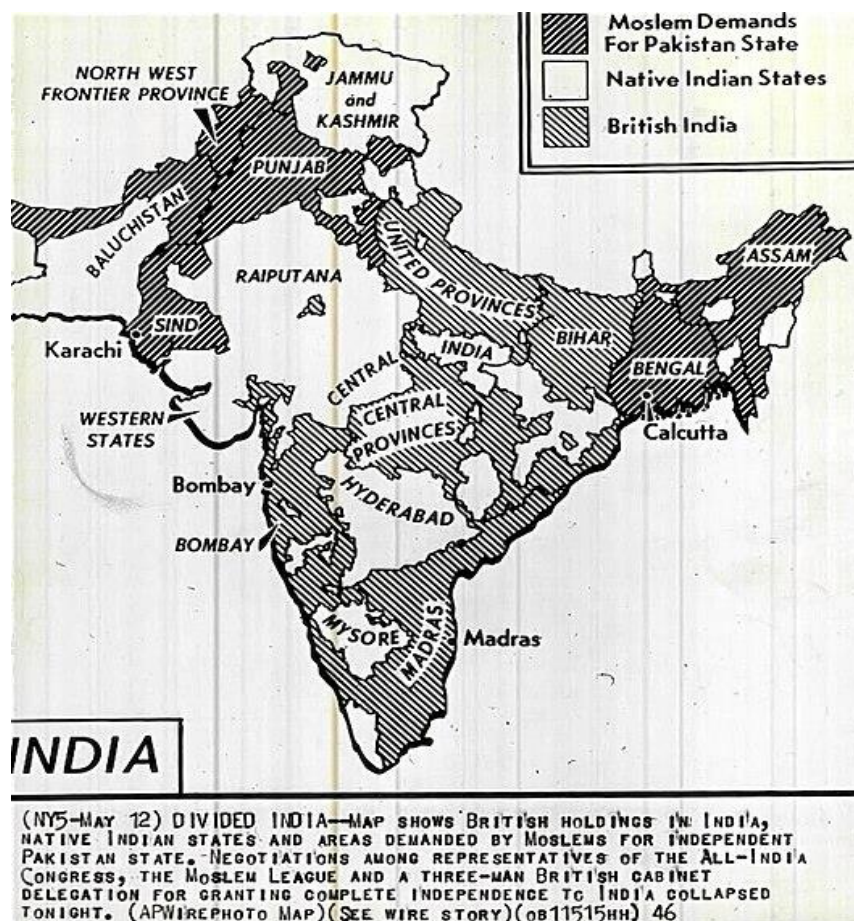 Moslem Demands
For Pakistan State
Native Indian States
British India
NORTH WEST
FRONTIER PROVINCE
JAMMU
and
KASHMIR
PUNJAB
BALUCHISTAN
UNITED PROVINCES
RAIPUTANA
ASSAM
SIND
Karachi
BIHAR
INDIA
BENGAL
CENTRAL
CENTRAL
PROVINCES
WESTERN
STATES
Calcutta
Bombay
HYDERABAD
BOMBAY
MYSORE
MADRAS
Madras
INDIA
(NY5-MAY 12) DIVIDED INDIA--MAP SHOWS BRITISH HOLDINGS IN INDIA,
NATIVE INDIAN STATES AND AREAS DEMANDED BY MOSLEMS FOR INDEPENDENT
PAKISTAN STATE. NEGOTIATIONS AMONG REPRESENTATIVES OF THE ALL-INDIA
CONGRESS, THE MOSLEM LEAGUE AND A THREE-MAN BRITISH CABINET
DELEGATION FOR GRANTING COMPLETE INDEPENDENCE TO INDIA COLLAPSED
TONIGHT. (APWIREPHOTO MAP)(SEE WIRE STORY)(OB11515HH) 46